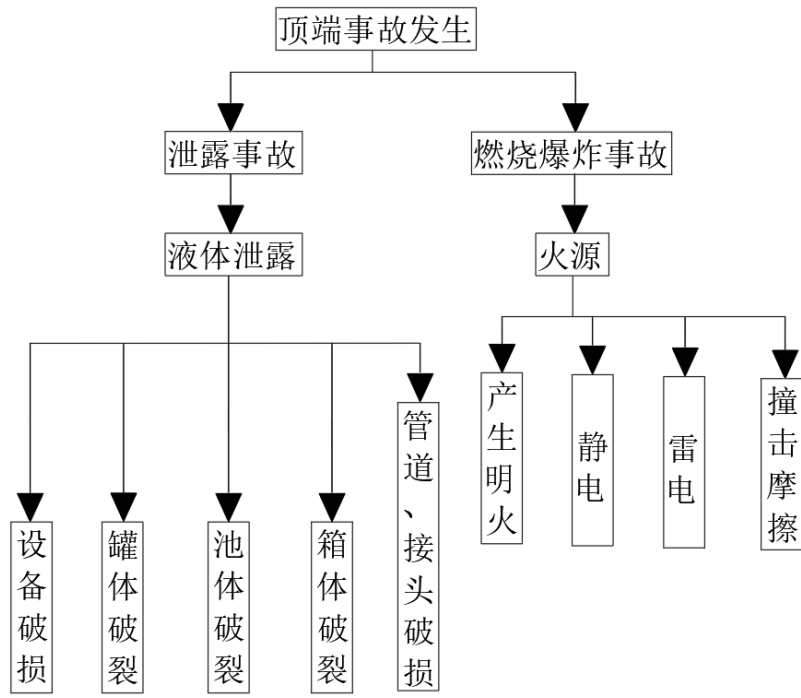 顶端事故发生
泄露事故
燃烧爆炸事故
液体泄露
火源
设备破损
罐体破裂
池体破裂
箱体破裂
管道、接头破损
产生明火
静电
雷电
撞击摩擦